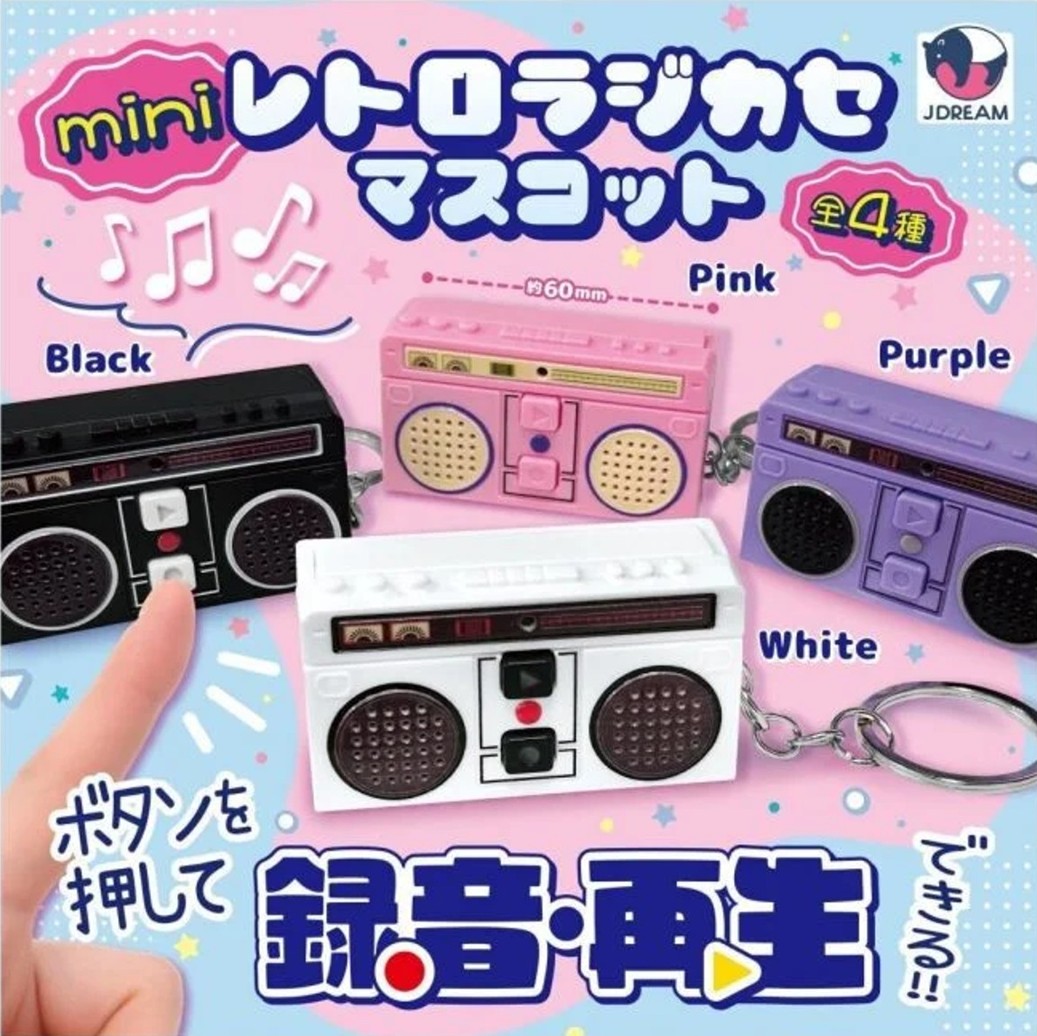 mini
レトロラジカセ
マスコット
JDREAM
全4種
約60mm
Pink
Black
Purple
White
ボタンを
押して
録音・再生
できるよ!!